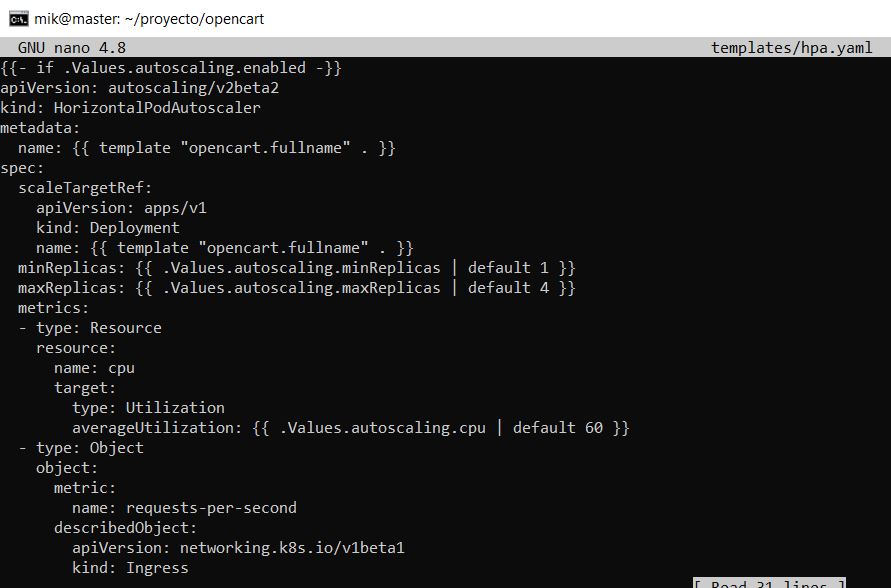 mik@master: ~/proyecto/opencart
GNU nano 4.8 templates/hpa.yaml
{{- if .Values.autoscaling.enabled -}}
apiVersion: autoscaling/v2beta2
kind: HorizontalPodAutoscaler
metadata:
  name: {{ template "opencart.fullname" . }}
spec:
  scaleTargetRef:
    apiVersion: apps/v1
    kind: Deployment
    name: {{ template "opencart.fullname" . }}
  minReplicas: {{ .Values.autoscaling.minReplicas | default 1 }}
  maxReplicas: {{ .Values.autoscaling.maxReplicas | default 4 }}
  metrics:
  - type: Resource
    resource:
      name: cpu
      target:
        type: Utilization
        averageUtilization: {{ .Values.autoscaling.cpu | default 60 }}
  - type: Object
    object:
      metric:
        name: requests-per-second
      describedObject:
        apiVersion: networking.k8s.io/v1beta1
        kind: Ingress
[ Read 31 lines ]